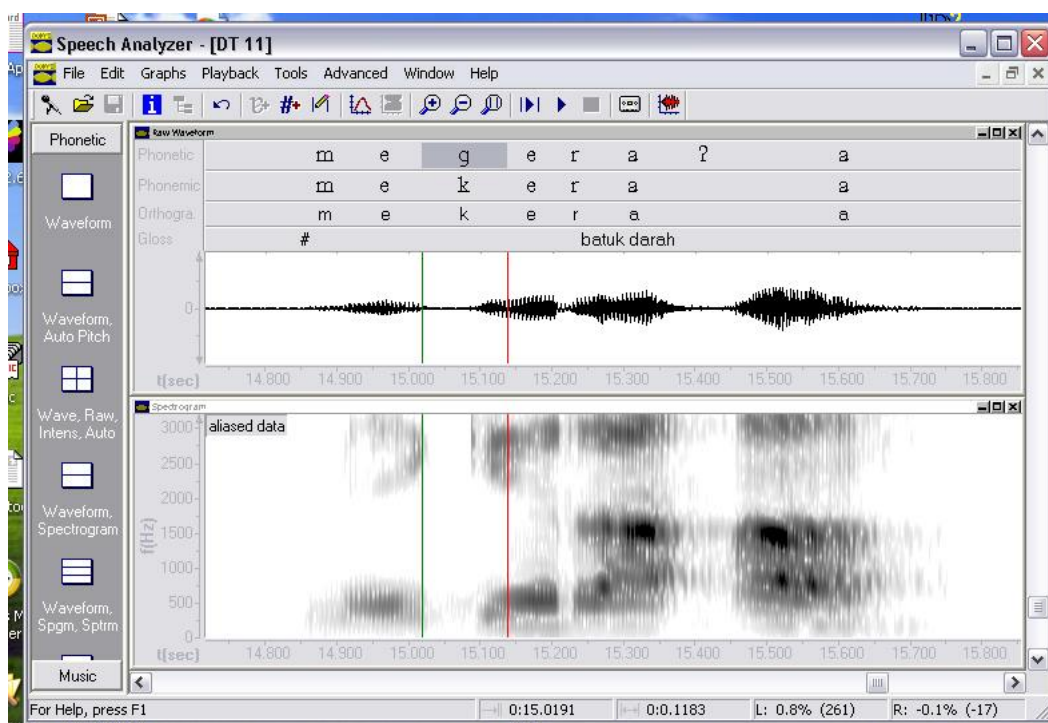 Speech Analyzer - [DT 11]
File Edit Graphs Playback Tools Advanced Window Help
Phonetic
Waveform
Waveform,
Auto Pitch
Wave, Raw,
Intens, Auto
Waveform,
Spectrogram
Waveform,
Spgm, Sptrm
Music
Raw Waveform
Phonetic m e g e r a ʔ a
Phonemic m e k e r a a
Orthogra. m e k e r a a
Gloss # batuk darah
0
t(sec) 14.800 14.900 15.000 15.100 15.200 15.300 15.400 15.500 15.600 15.700 15.800
Spectrogram
aliased data
f(Hz)
3000
2500
2000
1500
1000
500
0
t(sec) 14.800 14.900 15.000 15.100 15.200 15.300 15.400 15.500 15.600 15.700 15.800
For Help, press F1 0:15.0191 0:0.1183 L: 0.8% (261) R: -0.1% (-17)